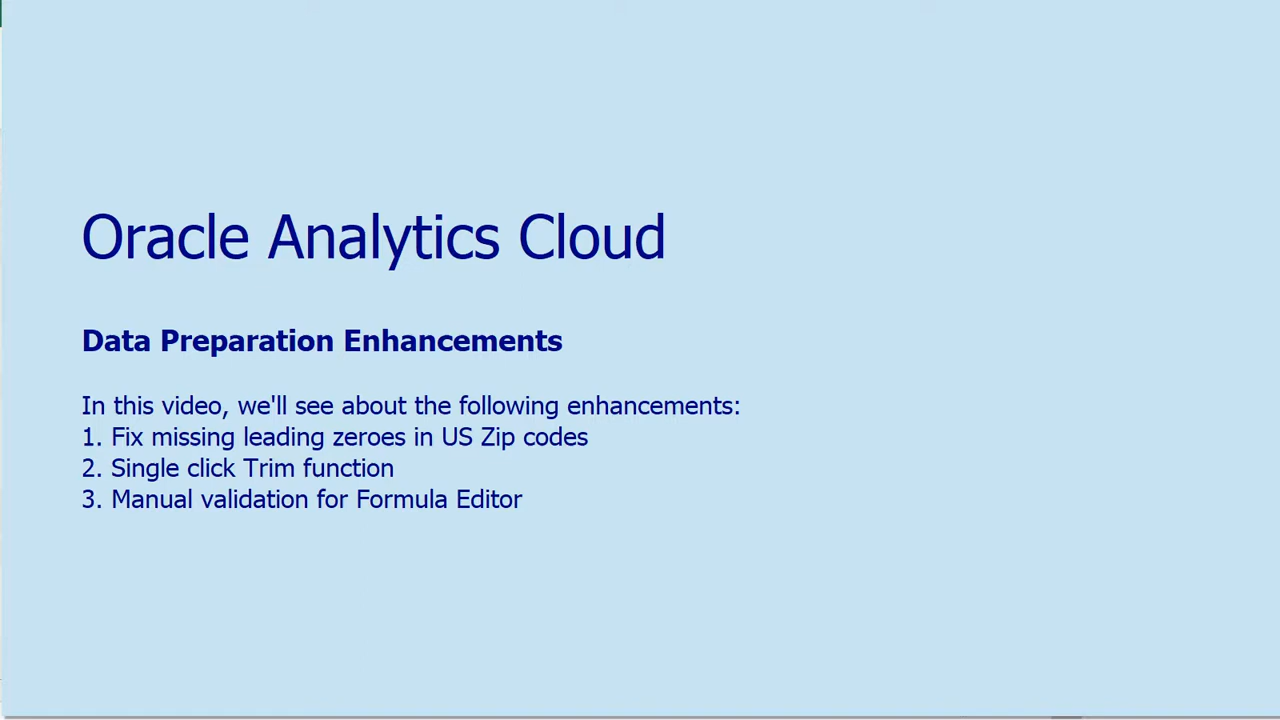 Oracle Analytics Cloud
Data Preparation Enhancements
In this video, we'll see about the following enhancements:
1. Fix missing leading zeroes in US Zip codes
2. Single click Trim function
3. Manual validation for Formula Editor